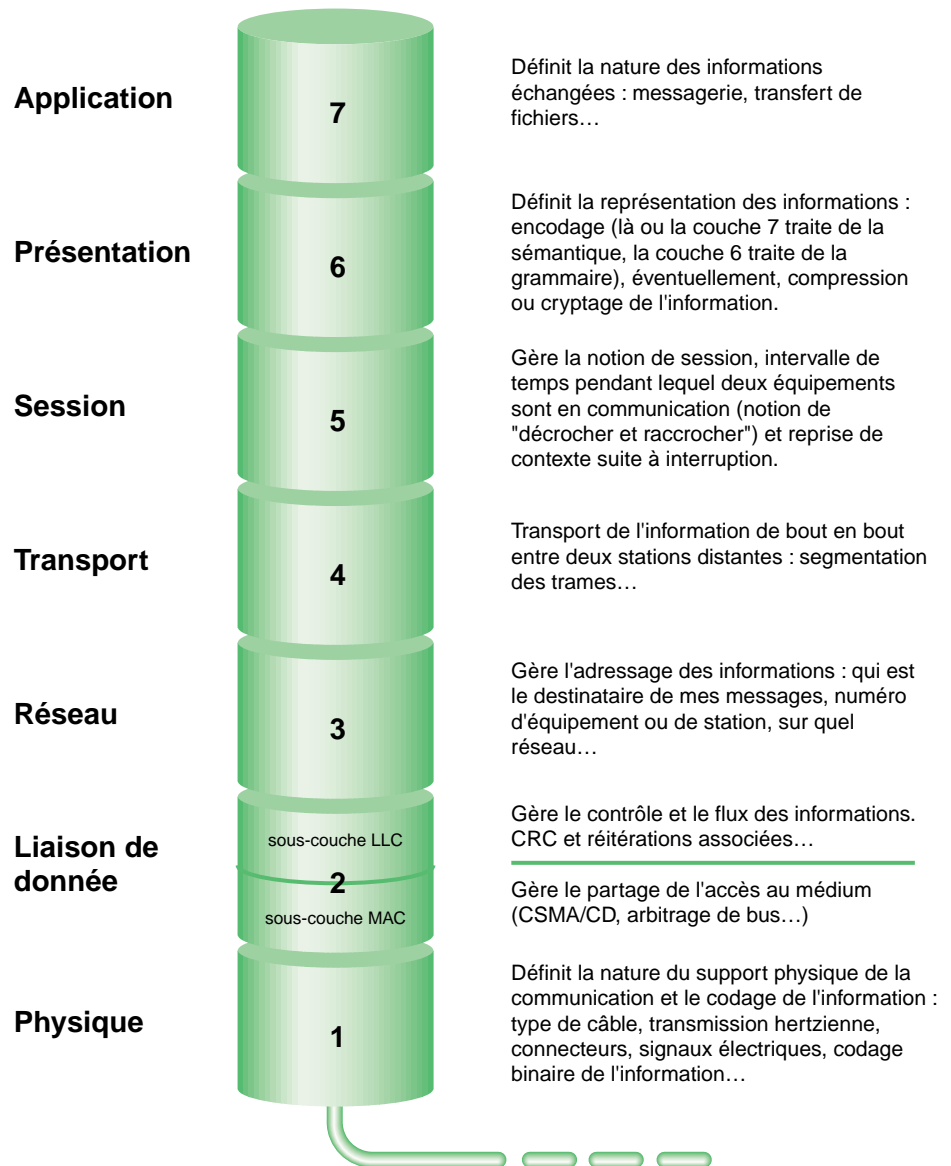 Application
7
Définit la nature des informations
échangées : messagerie, transfert de
fichiers…
Présentation
6
Définit la représentation des informations :
encodage (là ou la couche 7 traite de la
sémantique, la couche 6 traite de la
grammaire), éventuellement, compression
ou cryptage de l'information.
Session
5
Gère la notion de session, intervalle de
temps pendant lequel deux équipements
sont en communication (notion de
"décrocher et raccrocher") et reprise de
contexte suite à interruption.
Transport
4
Transport de l'information de bout en bout
entre deux stations distantes : segmentation
des trames…
Réseau
3
Gère l'adressage des informations : qui est
le destinataire de mes messages, numéro
d'équipement ou de station, sur quel
réseau…
Liaison de
donnée
sous-couche LLC
2
sous-couche MAC
Gère le contrôle et le flux des informations.
CRC et réitérations associées…
Gère le partage de l'accès au médium
(CSMA/CD, arbitrage de bus…)
Physique
1
Définit la nature du support physique de la
communication et le codage de l'information :
type de câble, transmission hertzienne,
connecteurs, signaux électriques, codage
binaire de l'information…